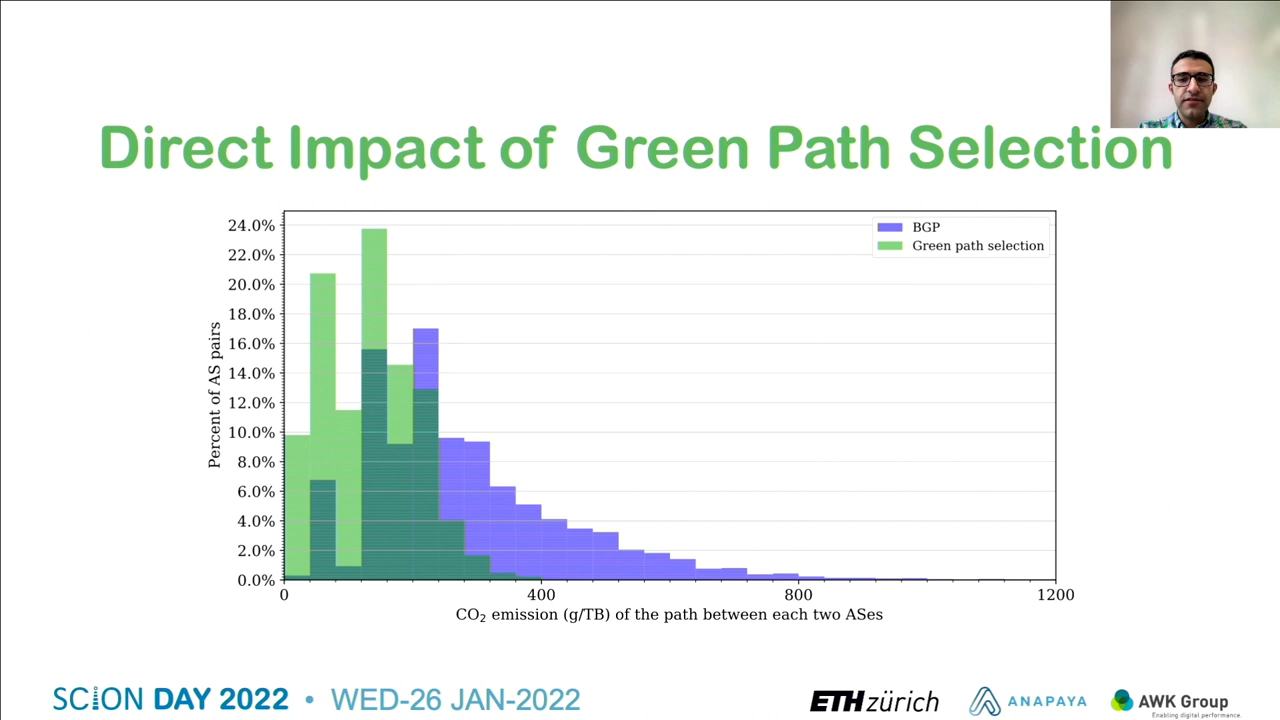 Direct Impact of Green Path Selection
BGP
Green path selection
24.0%
22.0%
20.0%
18.0%
16.0%
14.0%
12.0%
10.0%
8.0%
6.0%
4.0%
2.0%
0.0%
Percent of AS pairs
0 400 800 1200
CO₂ emission (g/TB) of the path between each two ASes
SCION DAY 2022 • WED-26 JAN-2022
ETH zürich
ANAPAYA
AWK Group
Enabling digital performance.